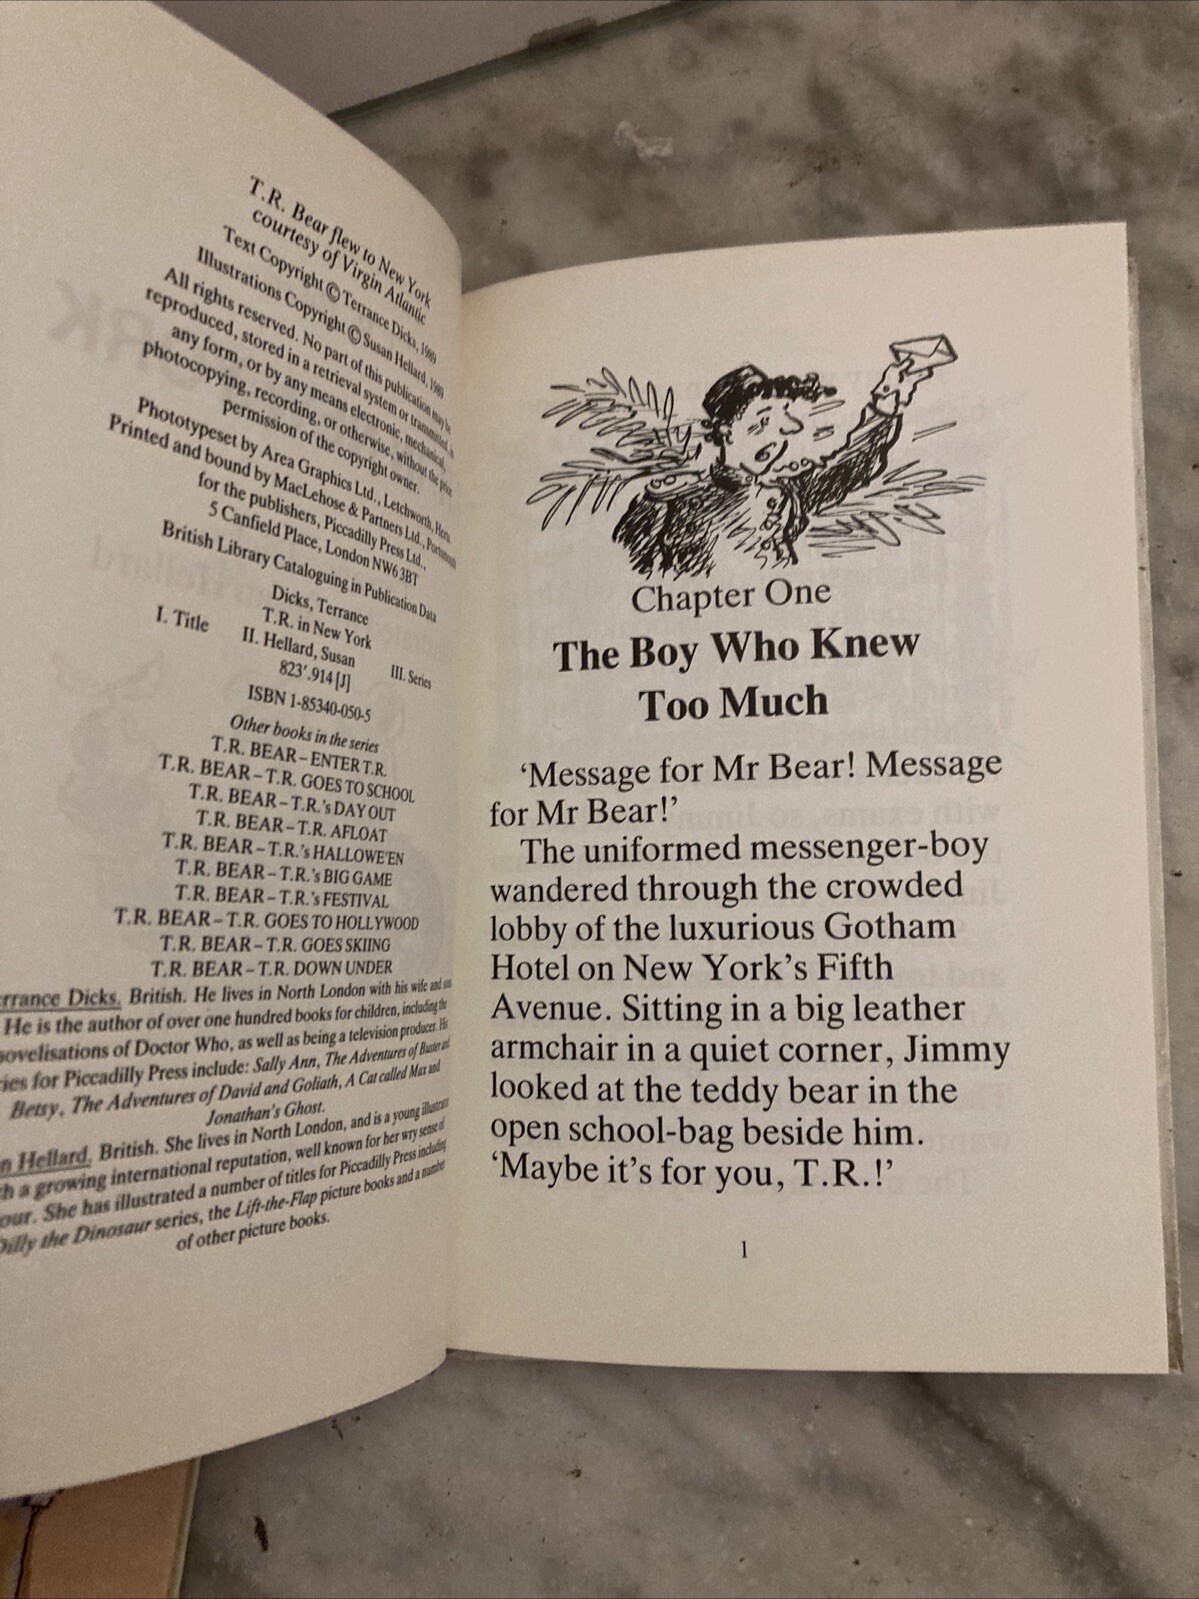 T.R. Bear flew to New York
courtesy of Virgin Atlantic
Text Copyright © Terrance Dicks, 1989
Illustrations Copyright © Susan Hellard, 1989
All rights reserved. No part of this publication may be
reproduced, stored in a retrieval system or transmitted, in
any form, or by any means electronic, mechanical,
photocopying, recording, or otherwise, without the prior
permission of the copyright owner.
Phototypeset by Area Graphics Ltd., Letchworth, Herts.
Printed and bound by MacLehose & Partners Ltd.,
for the publishers, Piccadilly Press Ltd.,
5 Canfield Place, London NW6 3BT
British Library Cataloguing in Publication Data
Dicks, Terrance
T.R. in New York
I. Title II. Hellard, Susan III. Series
823'.914 [J]
ISBN 1-85340-050-5
Other books in the series
T.R. BEAR – ENTER T.R.
T.R. BEAR – T.R. GOES TO SCHOOL
T.R. BEAR – T.R.'s DAY OUT
T.R. BEAR – T.R. AFLOAT
T.R. BEAR – T.R.'s HALLOWE'EN
T.R. BEAR – T.R.'s BIG GAME
T.R. BEAR – T.R.'s FESTIVAL
T.R. BEAR – T.R. GOES TO HOLLYWOOD
T.R. BEAR – T.R. GOES SKIING
T.R. BEAR – T.R. DOWN UNDER
errance Dicks. British. He lives in North London with his wife and
He is the author of over one hundred books for children, including the
novelisations of Doctor Who, as well as being a television producer. His
ies for Piccadilly Press include: Sally Ann, The Adventures of Buster and
Betsy, The Adventures of David and Goliath, A Cat called Max and
Jonathan's Ghost.
n Hellard. British. She lives in North London, and is a young
h a growing international reputation, well known for her wry sense of
our. She has illustrated a number of titles for Piccadilly Press including
Dilly the Dinosaur series, the Lift-the-Flap picture books and a number
of other picture books.
Chapter One
The Boy Who Knew
Too Much
‘Message for Mr Bear! Message
for Mr Bear!’
The uniformed messenger-boy
wandered through the crowded
lobby of the luxurious Gotham
Hotel on New York’s Fifth
Avenue. Sitting in a big leather
armchair in a quiet corner, Jimmy
looked at the teddy bear in the
open school-bag beside him.
‘Maybe it’s for you, T.R.!’
1